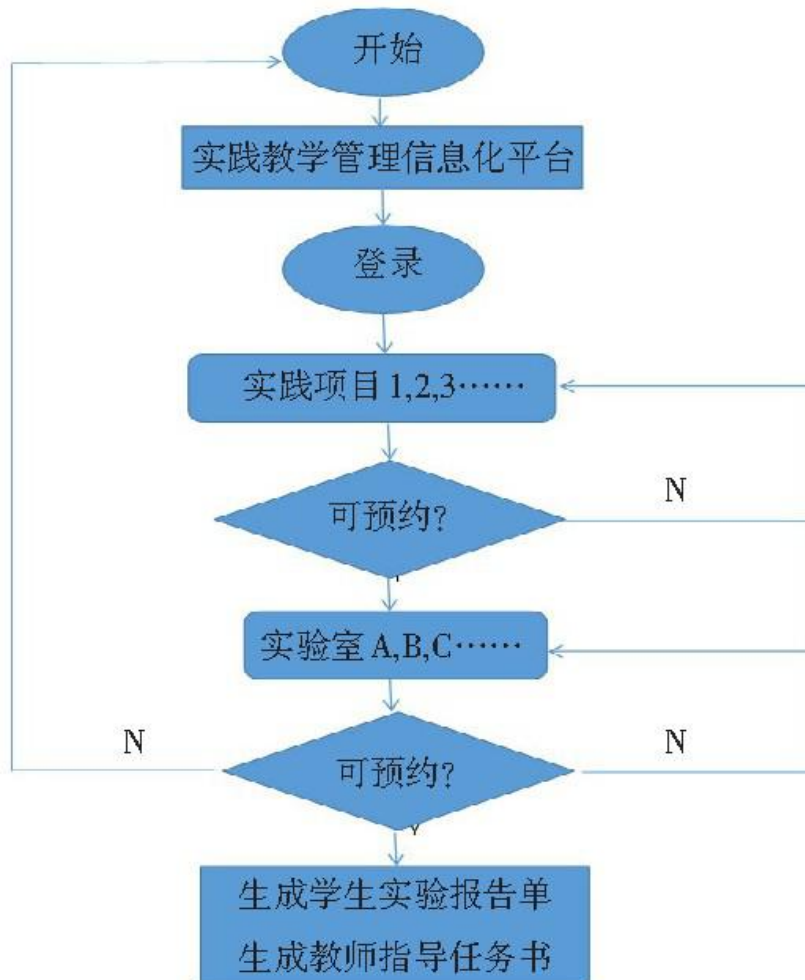 开始
实践教学管理信息化平台
登录
实践项目1,2,3……
N
可预约?
实验室A,B,C……
N
N
可预约?
生成学生实验报告单
生成教师指导任务书